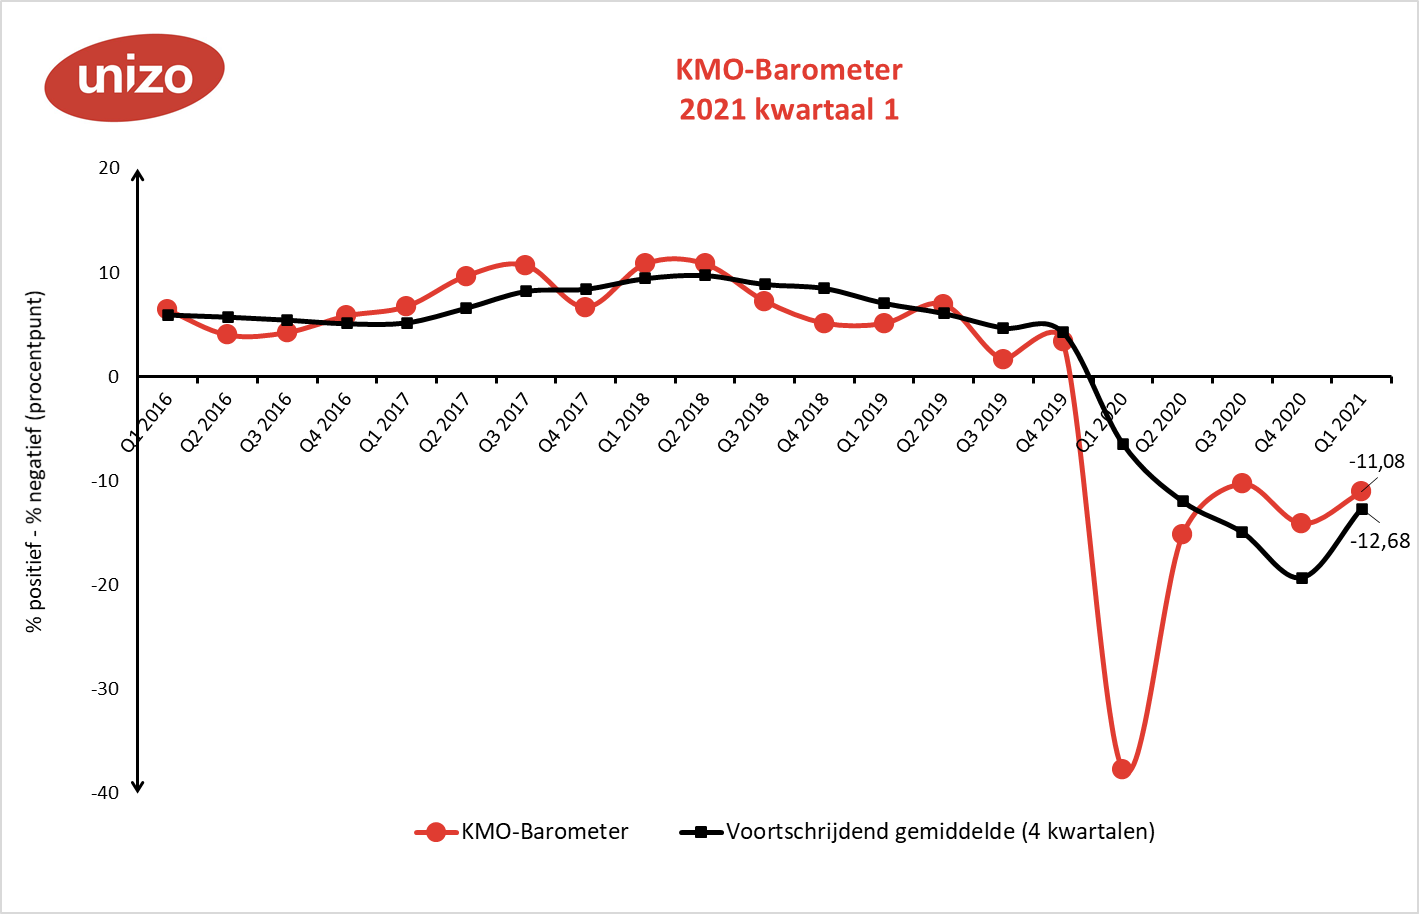 unizo
KMO-Barometer
2021 kwartaal 1
% positief - % negatief (procentpunt)
20
10
0
-10
-20
-30
-40
Q1 2016
Q2 2016
Q3 2016
Q4 2016
Q1 2017
Q2 2017
Q3 2017
Q4 2017
Q1 2018
Q2 2018
Q3 2018
Q4 2018
Q1 2019
Q2 2019
Q3 2019
Q4 2019
Q1 2020
Q2 2020
Q3 2020
Q4 2020
Q1 2021
-11,08
-12,68
KMO-Barometer
Voortschrijdend gemiddelde (4 kwartalen)